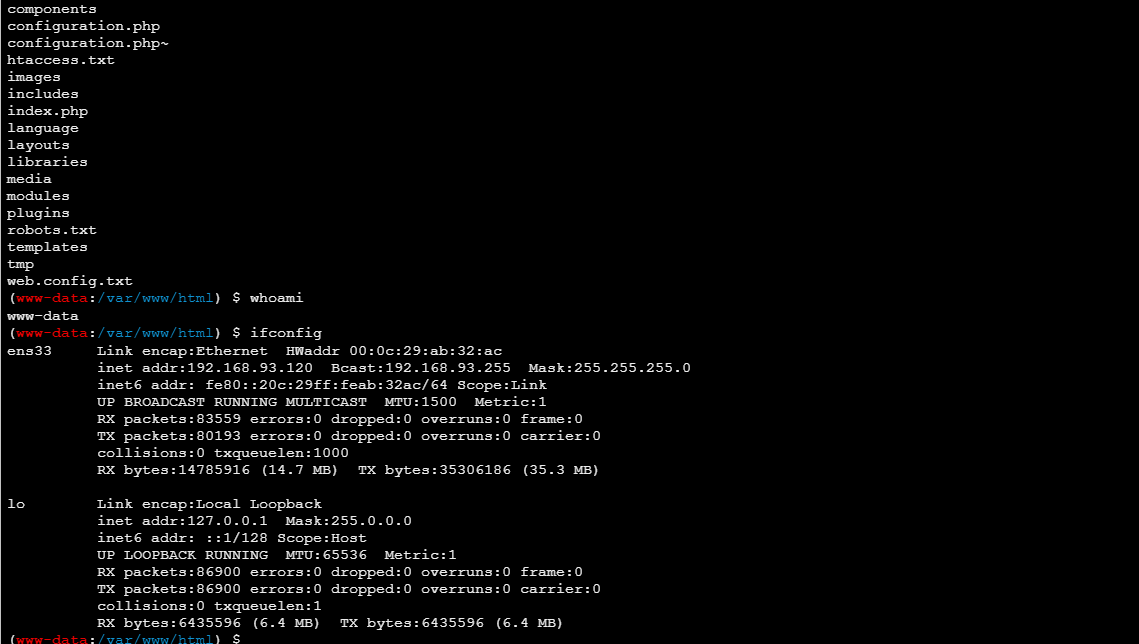 components
configuration.php
configuration.php~
htaccess.txt
images
includes
index.php
language
layouts
libraries
media
modules
plugins
robots.txt
templates
tmp
web.config.txt
(www-data:/var/www/html) $ whoami
www-data
(www-data:/var/www/html) $ ifconfig
ens33     Link encap:Ethernet  HWaddr 00:0c:29:ab:32:ac
          inet addr:192.168.93.120  Bcast:192.168.93.255  Mask:255.255.255.0
          inet6 addr: fe80::20c:29ff:feab:32ac/64 Scope:Link
          UP BROADCAST RUNNING MULTICAST  MTU:1500  Metric:1
          RX packets:83559 errors:0 dropped:0 overruns:0 frame:0
          TX packets:80193 errors:0 dropped:0 overruns:0 carrier:0
          collisions:0 txqueuelen:1000
          RX bytes:14785916 (14.7 MB)  TX bytes:35306186 (35.3 MB)

lo        Link encap:Local Loopback
          inet addr:127.0.0.1  Mask:255.0.0.0
          inet6 addr: ::1/128 Scope:Host
          UP LOOPBACK RUNNING  MTU:65536  Metric:1
          RX packets:86900 errors:0 dropped:0 overruns:0 frame:0
          TX packets:86900 errors:0 dropped:0 overruns:0 carrier:0
          collisions:0 txqueuelen:1
          RX bytes:6435596 (6.4 MB)  TX bytes:6435596 (6.4 MB)
(www-data:/var/www/html) $